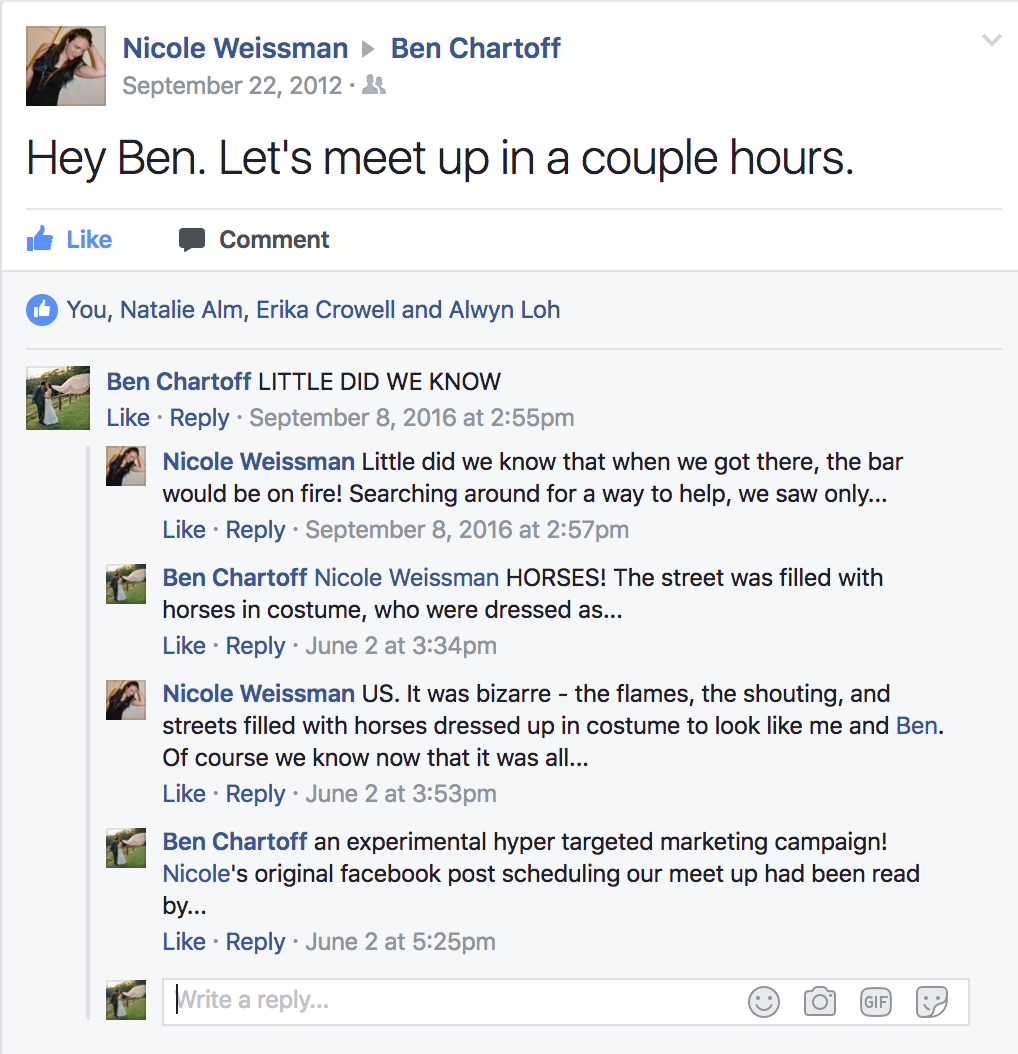 Nicole Weissman ▶ Ben Chartoff
September 22, 2012 ·
Hey Ben. Let's meet up in a couple hours.
Like Comment
You, Natalie Alm, Erika Crowell and Alwyn Loh
Ben Chartoff LITTLE DID WE KNOW
Like · Reply · September 8, 2016 at 2:55pm
Nicole Weissman Little did we know that when we got there, the bar
would be on fire! Searching around for a way to help, we saw only...
Like · Reply · September 8, 2016 at 2:57pm
Ben Chartoff Nicole Weissman HORSES! The street was filled with
horses in costume, who were dressed as...
Like · Reply · June 2 at 3:34pm
Nicole Weissman US. It was bizarre - the flames, the shouting, and
streets filled with horses dressed up in costume to look like me and Ben.
Of course we know now that it was all...
Like · Reply · June 2 at 3:53pm
Ben Chartoff an experimental hyper targeted marketing campaign!
Nicole's original facebook post scheduling our meet up had been read
by...
Like · Reply · June 2 at 5:25pm
Write a reply... GIF